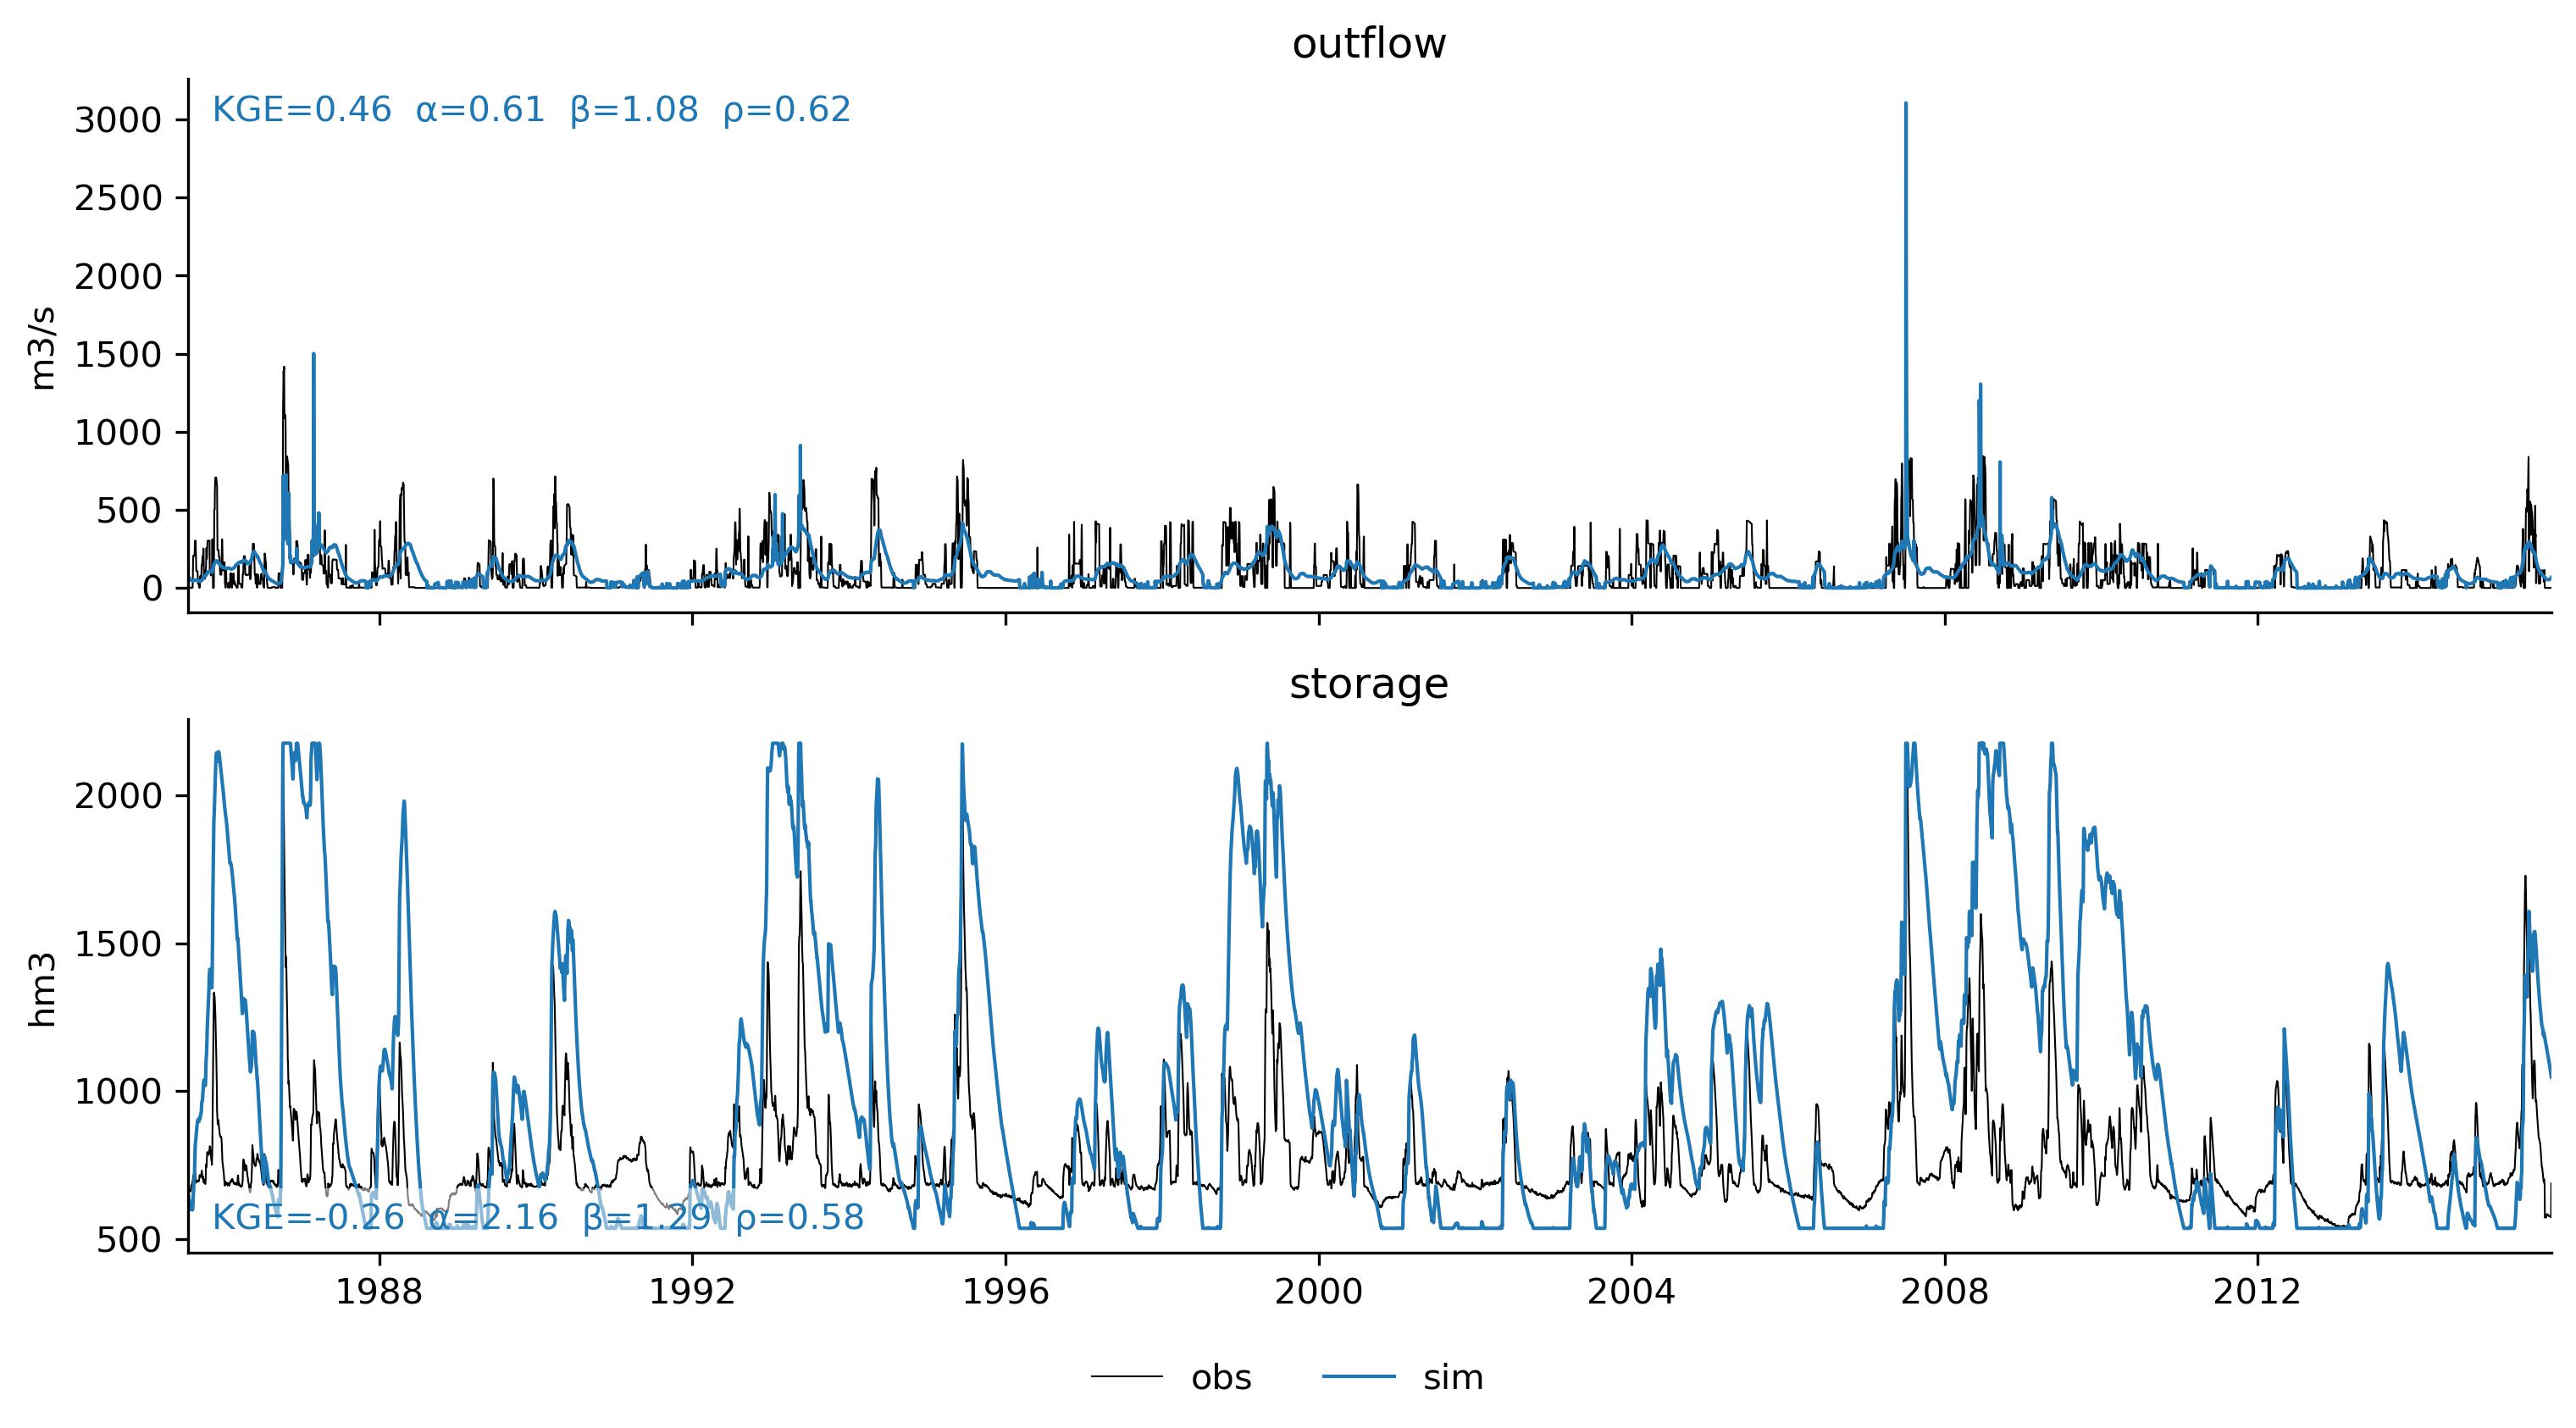 outflow
KGE=0.46 α=0.61 β=1.08 ρ=0.62
m3/s
3000
2500
2000
1500
1000
500
0
storage
hm3
2000
1500
1000
500
KGE=-0.26 α=2.16 β=1.29 ρ=0.58
1988 1992 1996 2000 2004 2008 2012
obs sim